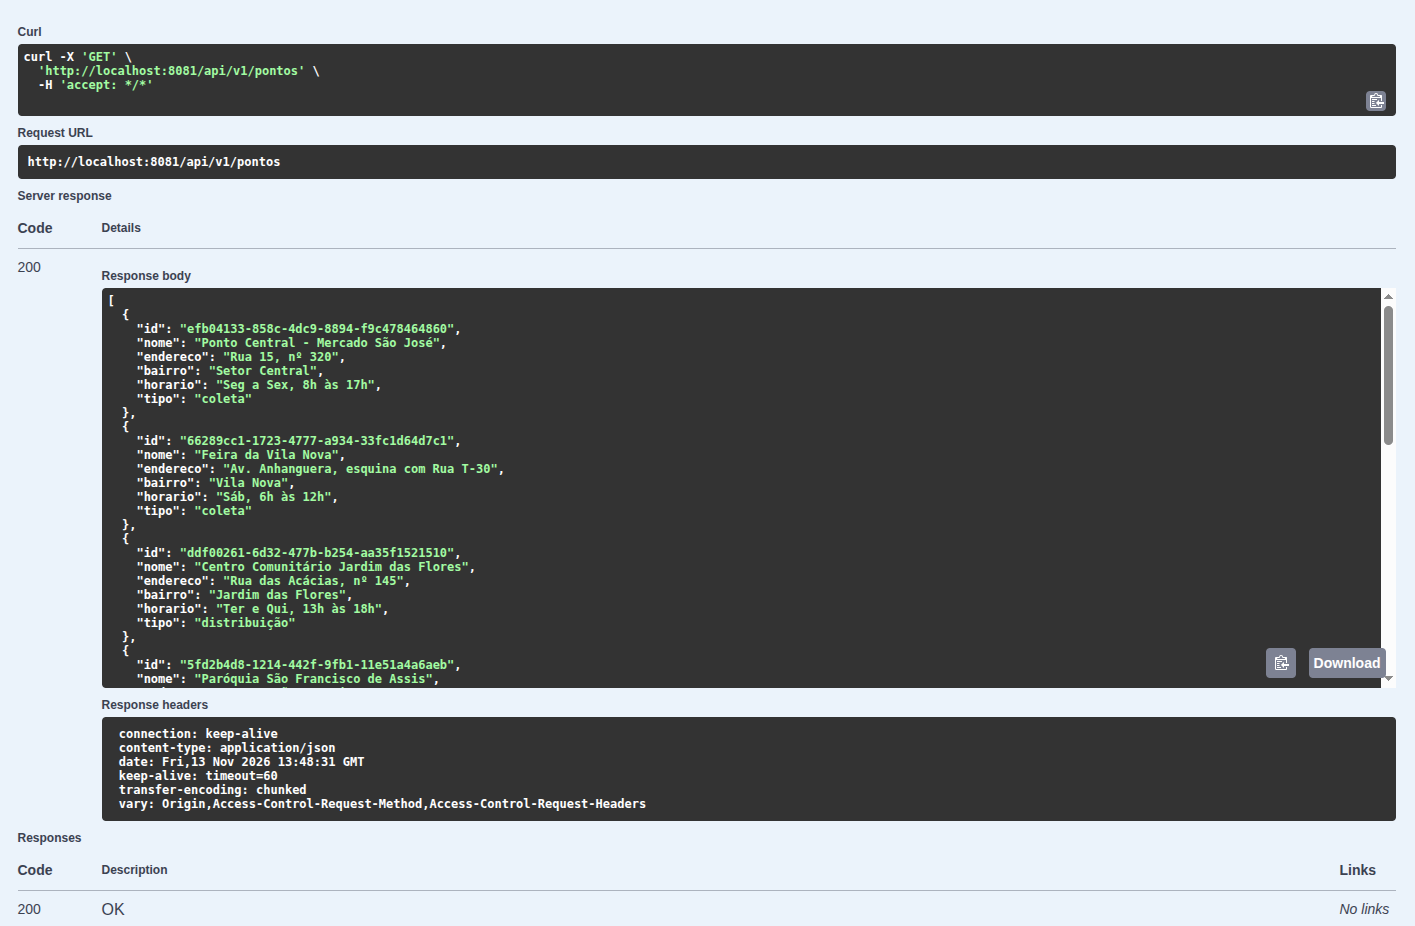 Curl
curl -X 'GET' \
  'http://localhost:8081/api/v1/pontos' \
  -H 'accept: */*'
Request URL
http://localhost:8081/api/v1/pontos
Server response
Code Details
200
Response body
[
  {
    "id": "efb04133-858c-4dc9-8894-f9c478464860",
    "nome": "Ponto Central - Mercado São José",
    "endereco": "Rua 15, nº 320",
    "bairro": "Setor Central",
    "horario": "Seg a Sex, 8h às 17h",
    "tipo": "coleta"
  },
  {
    "id": "66289cc1-1723-4777-a934-33fc1d64d7c1",
    "nome": "Feira da Vila Nova",
    "endereco": "Av. Anhanguera, esquina com Rua T-30",
    "bairro": "Vila Nova",
    "horario": "Sáb, 6h às 12h",
    "tipo": "coleta"
  },
  {
    "id": "ddf00261-6d32-477b-b254-aa35f1521510",
    "nome": "Centro Comunitário Jardim das Flores",
    "endereco": "Rua das Acácias, nº 145",
    "bairro": "Jardim das Flores",
    "horario": "Ter e Qui, 13h às 18h",
    "tipo": "distribuição"
  },
  {
    "id": "5fd2b4d8-1214-442f-9fb1-11e51a4a6aeb",
    "nome": "Paróquia São Francisco de Assis",
Download
Response headers
connection: keep-alive
content-type: application/json
date: Fri,13 Nov 2026 13:48:31 GMT
keep-alive: timeout=60
transfer-encoding: chunked
vary: Origin,Access-Control-Request-Method,Access-Control-Request-Headers
Responses
Code Description Links
200 OK No links